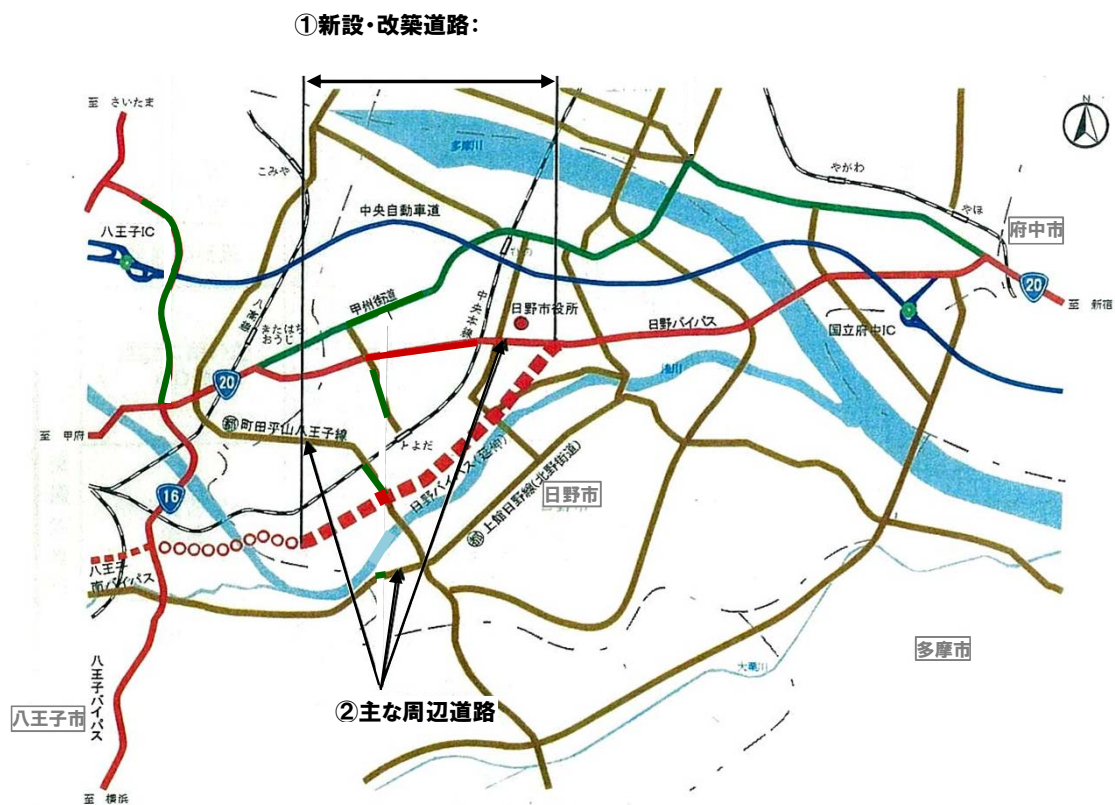 ①新設・改築道路：
至 さいたま
N
多摩川
こみや
やがわ
中央自動車道
やほ
八王子IC
府中市
20
至 新宿
八高線
甲州街道
中央本線
日野市役所
日野バイパス
きたはち
おうじ
国立府中IC
浅川
20
都 町田平山八王子線
至 甲府
とよだ
日野バイパス(延伸)
日野市
16
都 上館日野線(北野街道)
八王子
南バイパス
多摩市
大栗川
八王子バイパス
八王子市
②主な周辺道路
至 横浜